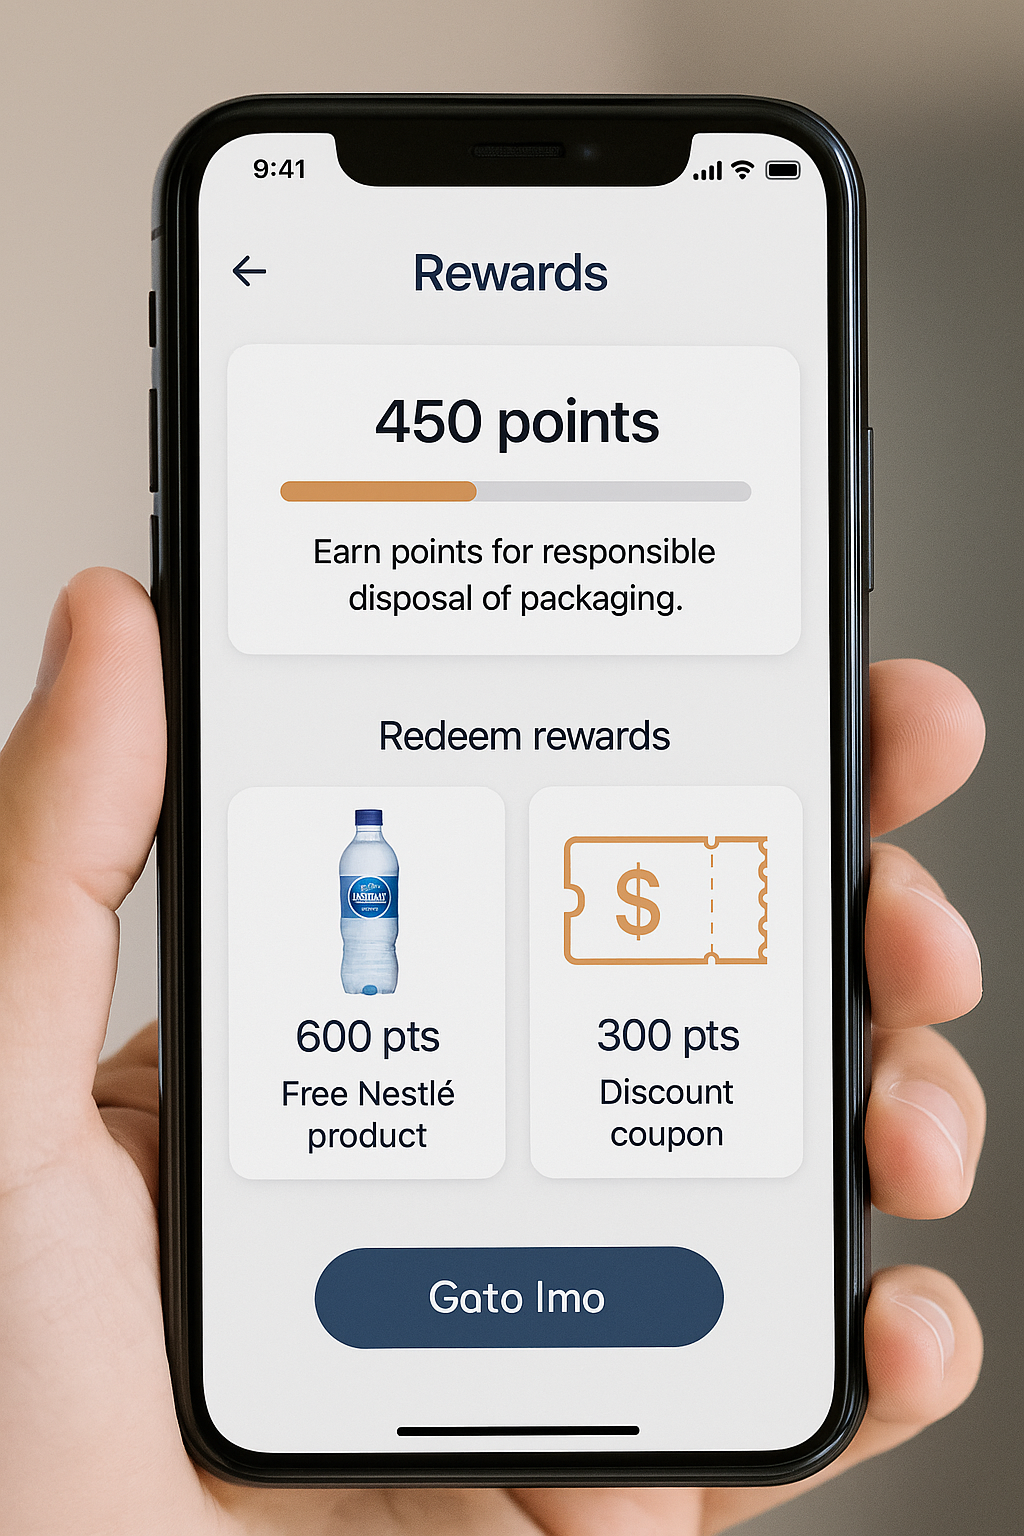 9:41
Rewards
450 points
Earn points for responsible
disposal of packaging.
Redeem rewards
600 pts
Free Nestlé
product
$
300 pts
Discount
coupon
Gato Imo